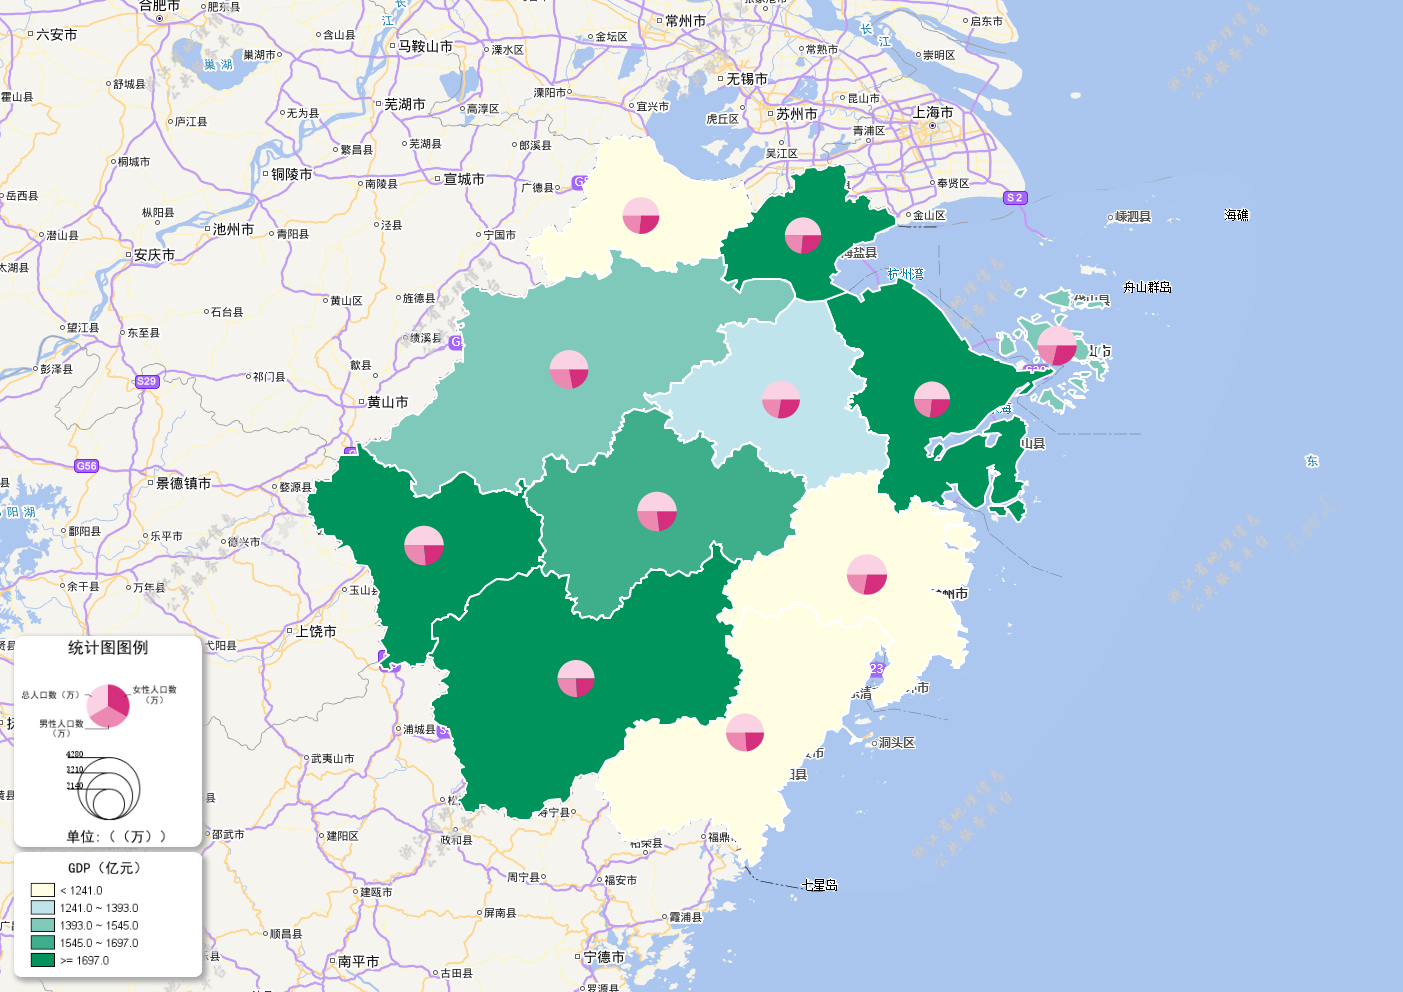 合肥市
肥东县
六安市
含山县
马鞍山市
溧水区
金坛区
常州市
常熟市
启东市
崇明区
长
江
长
江
巢湖市
巢 湖
舒城县
霍山县
庐江县
无为县
芜湖市
高淳区
溧阳市
宜兴市
无锡市
虎丘区
苏州市
昆山市
上海市
青浦区
吴江区
奉贤区
金山区
繁昌县
芜湖县
郎溪县
广德县
桐城市
铜陵市
南陵县
宣城市
岳西县
枞阳县
池州市
青阳县
泾县
宁国市
潜山县
安庆市
太湖县
石台县
黄山区
旌德县
绩溪县
望江县
东至县
彭泽县
歙县
祁门县
黄山市
S29
G56
S 2
嵊泗县
海礁
海盐县
杭州湾
舟山群岛
岱山县
山市
海
山县
东
景德镇市
婺源县
阳 湖
鄱阳县
乐平市
德兴市
余干县
万年县
玉山县
上饶市
弋阳县
州市
23
乐清
洞头区
阳县
浦城县
武夷山市
邵武市
建阳区
政和县
寿宁县
柘荣县
福鼎
七星岛
建瓯市
周宁县
福安市
屏南县
霞浦县
顺昌县
南平市
古田县
宁德市
罗源县
统计图图例
总人口数（万）
女性人口数（万）
男性人口数（万）
4280
3210
2140
单位:（（万））
GDP（亿元）
< 1241.0
1241.0 ~ 1393.0
1393.0 ~ 1545.0
1545.0 ~ 1697.0
>= 1697.0